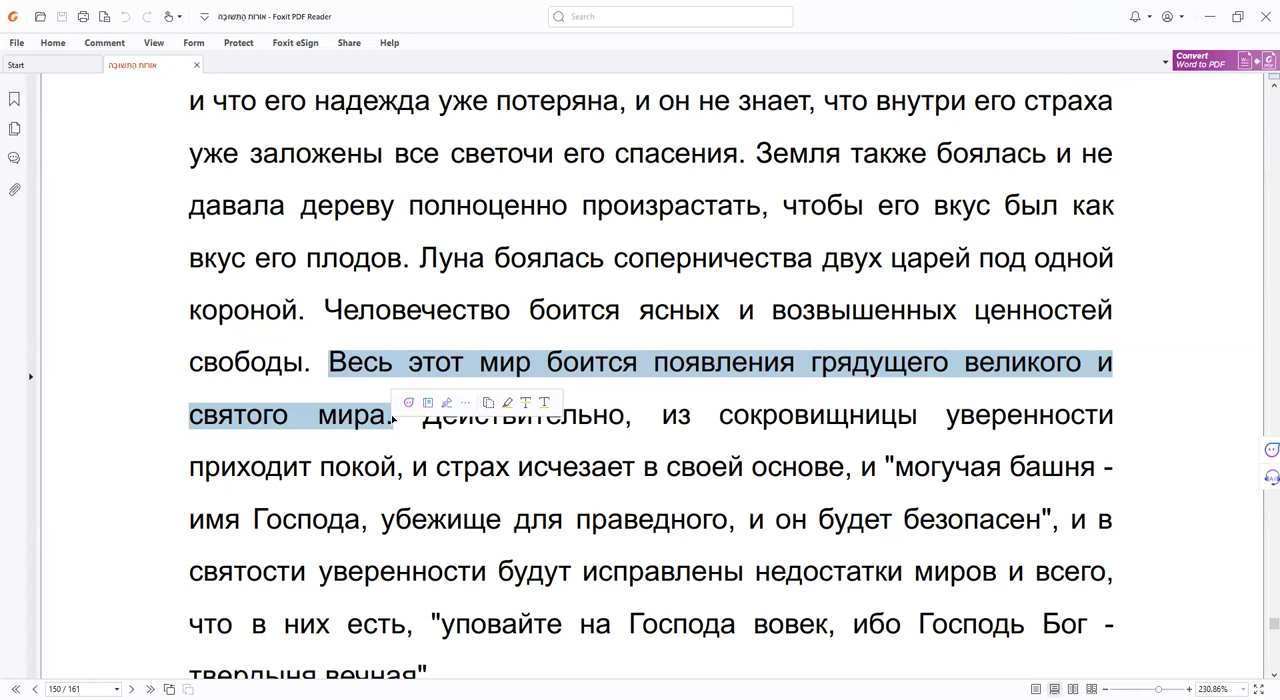 אורות התשובה - Foxit PDF Reader
Search
File Home Comment View Form Protect Foxit eSign Share Help
Start
אורות התשובה
Convert
Word to PDF
и что его надежда уже потеряна, и он не знает, что внутри его страха
уже заложены все светочи его спасения. Земля также боялась и не
давала дереву полноценно произрастать, чтобы его вкус был как
вкус его плодов. Луна боялась соперничества двух царей под одной
короной. Человечество боится ясных и возвышенных ценностей
свободы. Весь этот мир боится появления грядущего великого и
святого мира. Действительно, из сокровищницы уверенности
приходит покой, и страх исчезает в своей основе, и "могучая башня -
имя Господа, убежище для праведного, и он будет безопасен", и в
святости уверенности будут исправлены недостатки миров и всего,
что в них есть, "уповайте на Господа вовек, ибо Господь Бог -
твердыня вечная"
150 / 161
230.86%